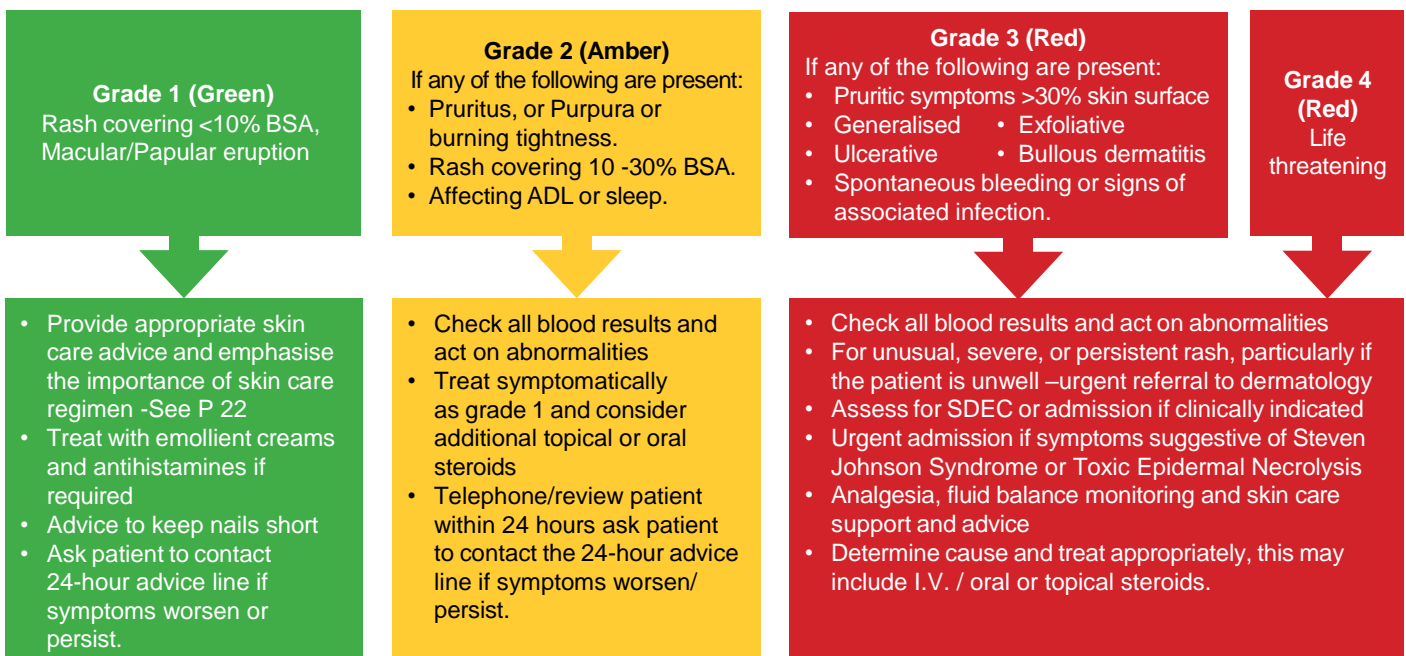 Grade 1 (Green)
Rash covering <10% BSA,
Macular/Papular eruption
Grade 2 (Amber)
If any of the following are present:
• Pruritus, or Purpura or
burning tightness.
• Rash covering 10 -30% BSA.
• Affecting ADL or sleep.
Grade 3 (Red)
If any of the following are present:
• Pruritic symptoms >30% skin surface
• Generalised • Exfoliative
• Ulcerative • Bullous dermatitis
• Spontaneous bleeding or signs of
associated infection.
Grade 4
(Red)
Life
threatening
• Provide appropriate skin
care advice and emphasise
the importance of skin care
regimen -See P 22
• Treat with emollient creams
and antihistamines if
required
• Advice to keep nails short
• Ask patient to contact
24-hour advice line if
symptoms worsen or
persist.
• Check all blood results and
act on abnormalities
• Treat symptomatically
as grade 1 and consider
additional topical or oral
steroids
• Telephone/review patient
within 24 hours ask patient
to contact the 24-hour advice
line if symptoms worsen/
persist.
• Check all blood results and act on abnormalities
• For unusual, severe, or persistent rash, particularly if
the patient is unwell –urgent referral to dermatology
• Assess for SDEC or admission if clinically indicated
• Urgent admission if symptoms suggestive of Steven
Johnson Syndrome or Toxic Epidermal Necrolysis
• Analgesia, fluid balance monitoring and skin care
support and advice
• Determine cause and treat appropriately, this may
include I.V. / oral or topical steroids.